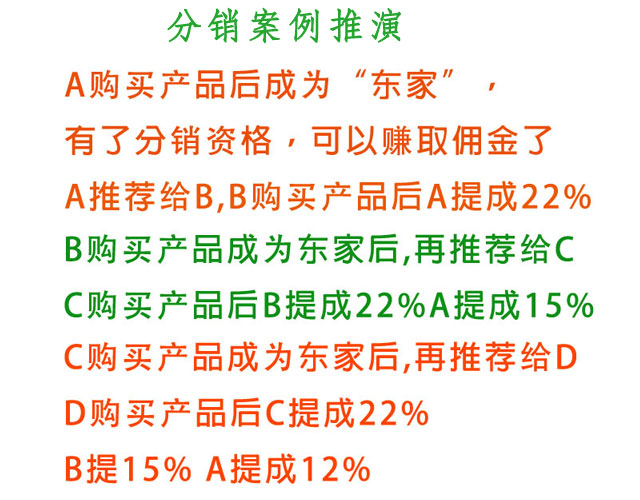 分销案例推演
A购买产品后成为“东家”，
有了分销资格，可以赚取佣金了
A推荐给B,B购买产品后A提成22%
B购买产品成为东家后,再推荐给C
C购买产品后B提成22%A提成15%
C购买产品成为东家后,再推荐给D
D购买产品后C提成22%
B提15% A提成12%